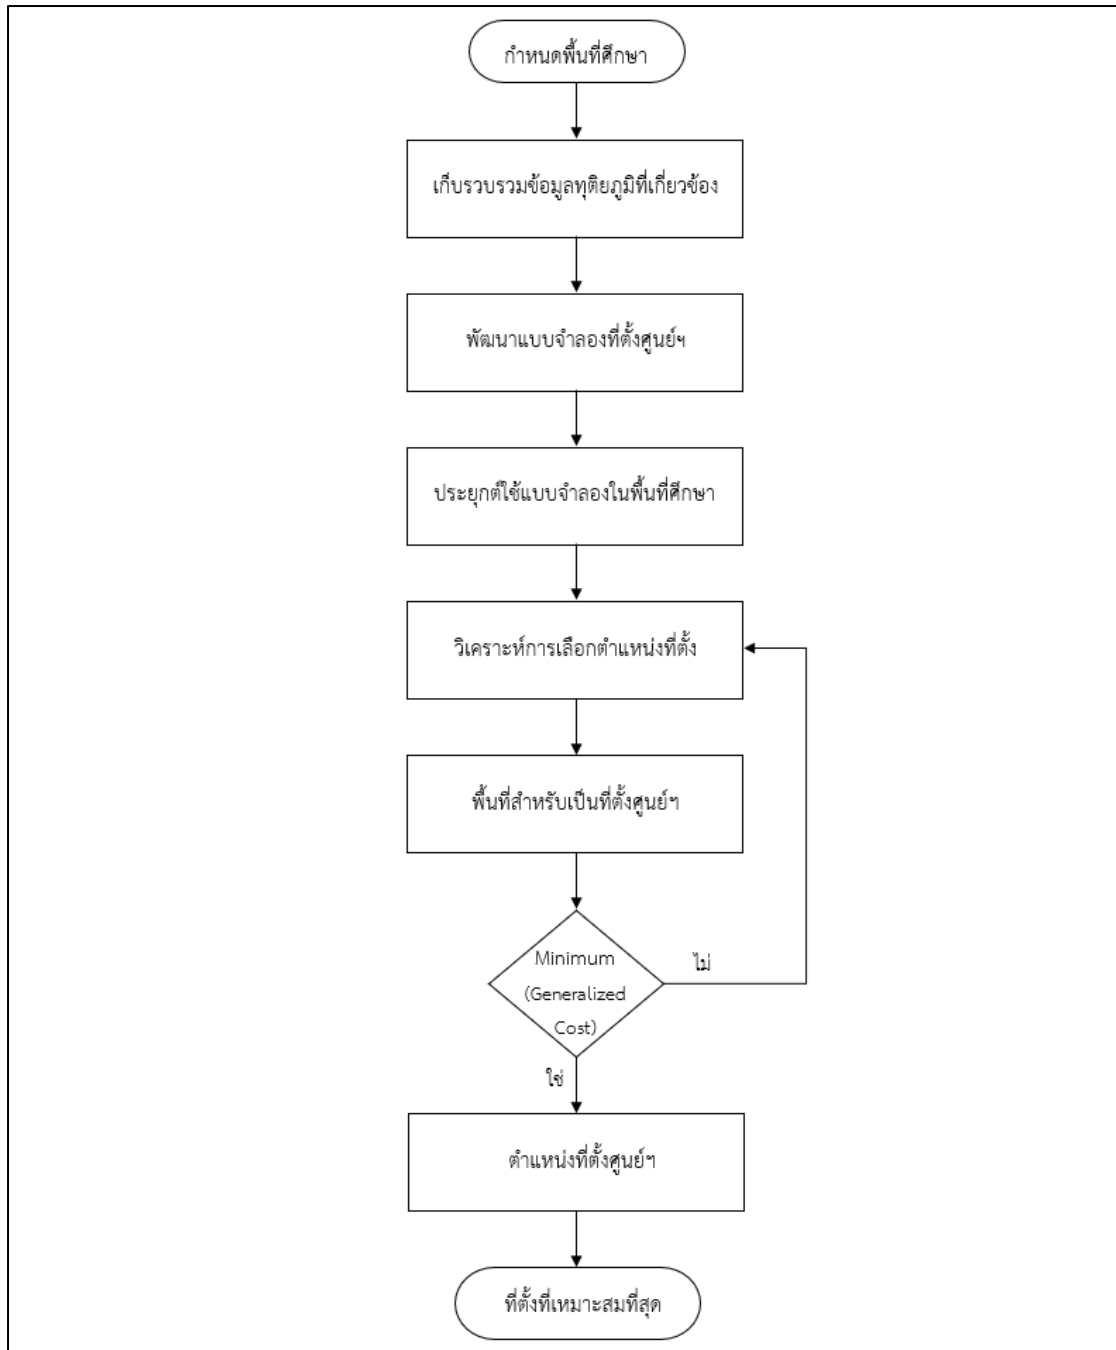 กำหนดพื้นที่ศึกษา
เก็บรวบรวมข้อมูลทุติยภูมิที่เกี่ยวข้อง
พัฒนาแบบจำลองที่ตั้งศูนย์ฯ
ประยุกต์ใช้แบบจำลองในพื้นที่ศึกษา
วิเคราะห์การเลือกตำแหน่งที่ตั้ง
พื้นที่สำหรับเป็นที่ตั้งศูนย์ฯ
Minimum
(Generalized
Cost)
ไม่
ใช่
ตำแหน่งที่ตั้งศูนย์ฯ
ที่ตั้งที่เหมาะสมที่สุด